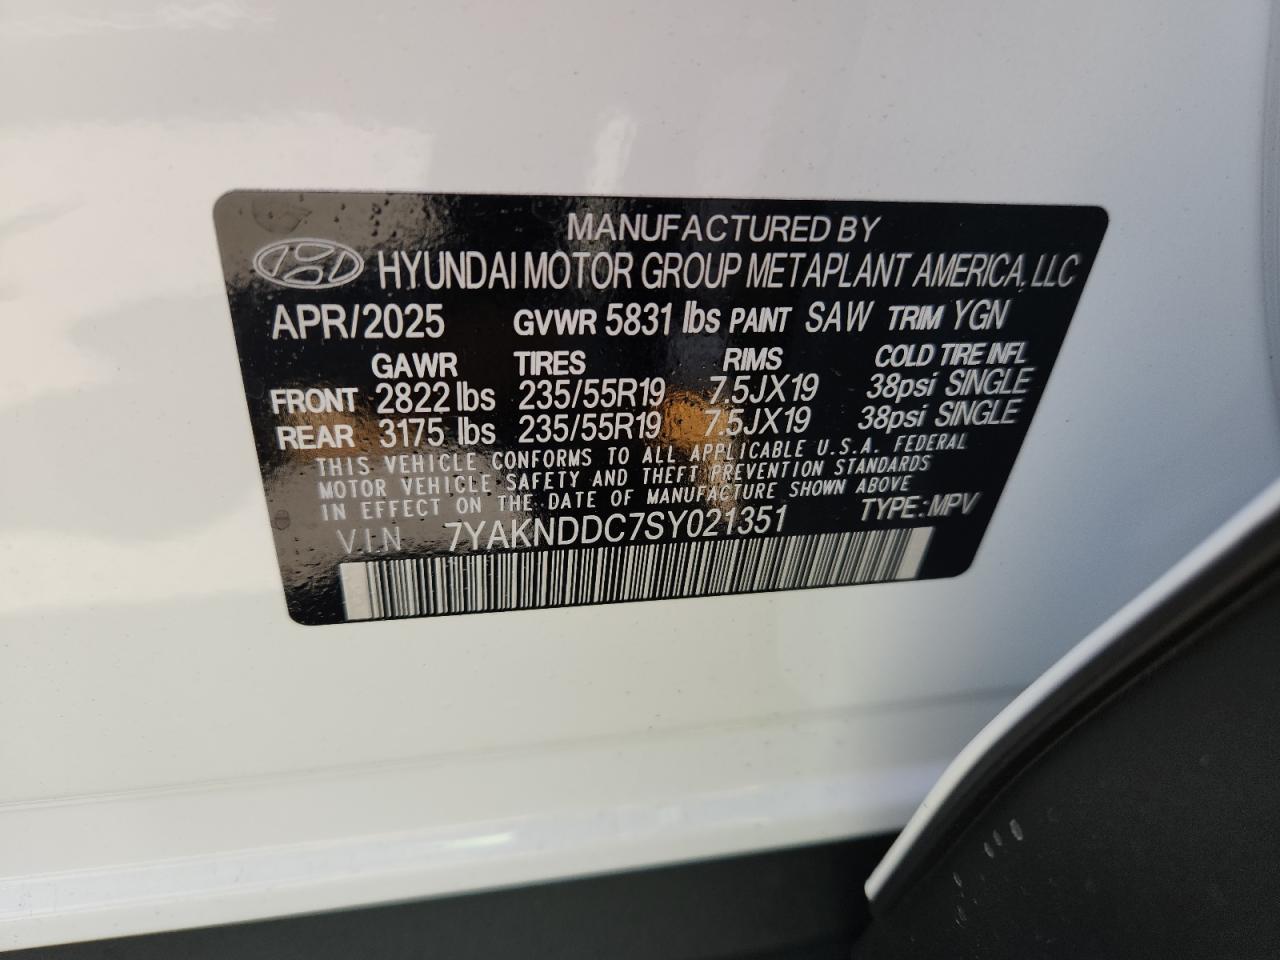 MANUFACTURED BY
HYUNDAI MOTOR GROUP METAPLANT AMERICA, LLC
APR/2025 GVWR 5831 lbs PAINT SAW TRIM YGN
GAWR TIRES RIMS COLD TIRE INFL
FRONT 2822 lbs 235/55R19 7.5JX19 38psi SINGLE
REAR 3175 lbs 235/55R19 7.5JX19 38psi SINGLE
THIS VEHICLE CONFORMS TO ALL APPLICABLE U.S.A. FEDERAL
MOTOR VEHICLE SAFETY AND THEFT PREVENTION STANDARDS
IN EFFECT ON THE DATE OF MANUFACTURE SHOWN ABOVE
VIN 7YAKNDDC7SY021351 TYPE:MPV